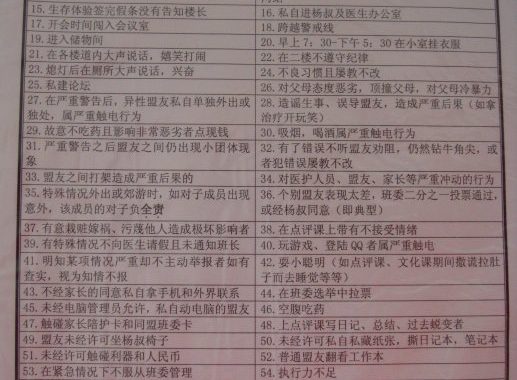 15. 生存体验签完假条没有告知楼长
16. 私自进杨叔及医生办公室
17. 开会时间闯入会议室
18. 跨越警戒线
19. 进入储物间
20. 早上7：30-下午5：30在小室挂衣服
21. 在各楼道内大声说话，嬉笑打闹
22. 在二楼不遵守纪律
23. 熄灯后在厕所大声说话，兴奋
24. 不良习惯且屡教不改
25. 私建论坛
26. 对父母态度恶劣，顶撞父母，对父母冷暴力
27. 在严重警告后，异性盟友私自单独外出或
独处，属严重触电行为
28. 造谣生事、误导盟友，造成严重后果（如拿
治疗开玩笑）
29. 故意不吃药且影响非常恶劣者点现钱
30. 吸烟，喝酒属严重触电行为
31. 严重警告之后盟友之间仍出现小团体现
象
32. 有了错误不听盟友劝阻，仍然钻牛角尖，或
者犯错误屡教不改
33. 盟友之间打架造成严重后果的
34. 对医护人员、盟友、家长等严重冲动的行为
35. 特殊情况外出或郊游时，如对子成员出现
意外，该成员的对子负全责
36. 个别盟友表现太差，班委二分之一投票通过，
或经杨叔同意（即典型）
37. 有意栽赃嫁祸、污蔑他人造成极坏影响者
38. 在点评课上带有不接受情绪
39. 有特殊情况不向医生请假且未通知班长
40. 玩游戏、登陆QQ者属严重触电
41. 明知某项情况严重却不主动举报者如有
查实，视为知情不报
42. 耍小聪明（如点评课、文化课期间撒谎拉肚
子而去睡觉等等）
43. 不经家长的同意私自拿手机和外界联系
44. 在班委选举中拉票
45. 未经电脑管理员允许，私自动电脑的盟友
46. 空腹吃药
47. 触碰家长陪护卡和同盟班委卡
48. 上点评课写日记、总结、过去蜕变者
49. 盟友未经许可坐杨叔椅子
50. 未经许可私自私藏纸张，撕日记本、笔记本
51. 未经许可触碰利器和人民币
52. 普通盟友翻看工作本
53. 在紧急情况下不服从班委管理
54. 执行力不足